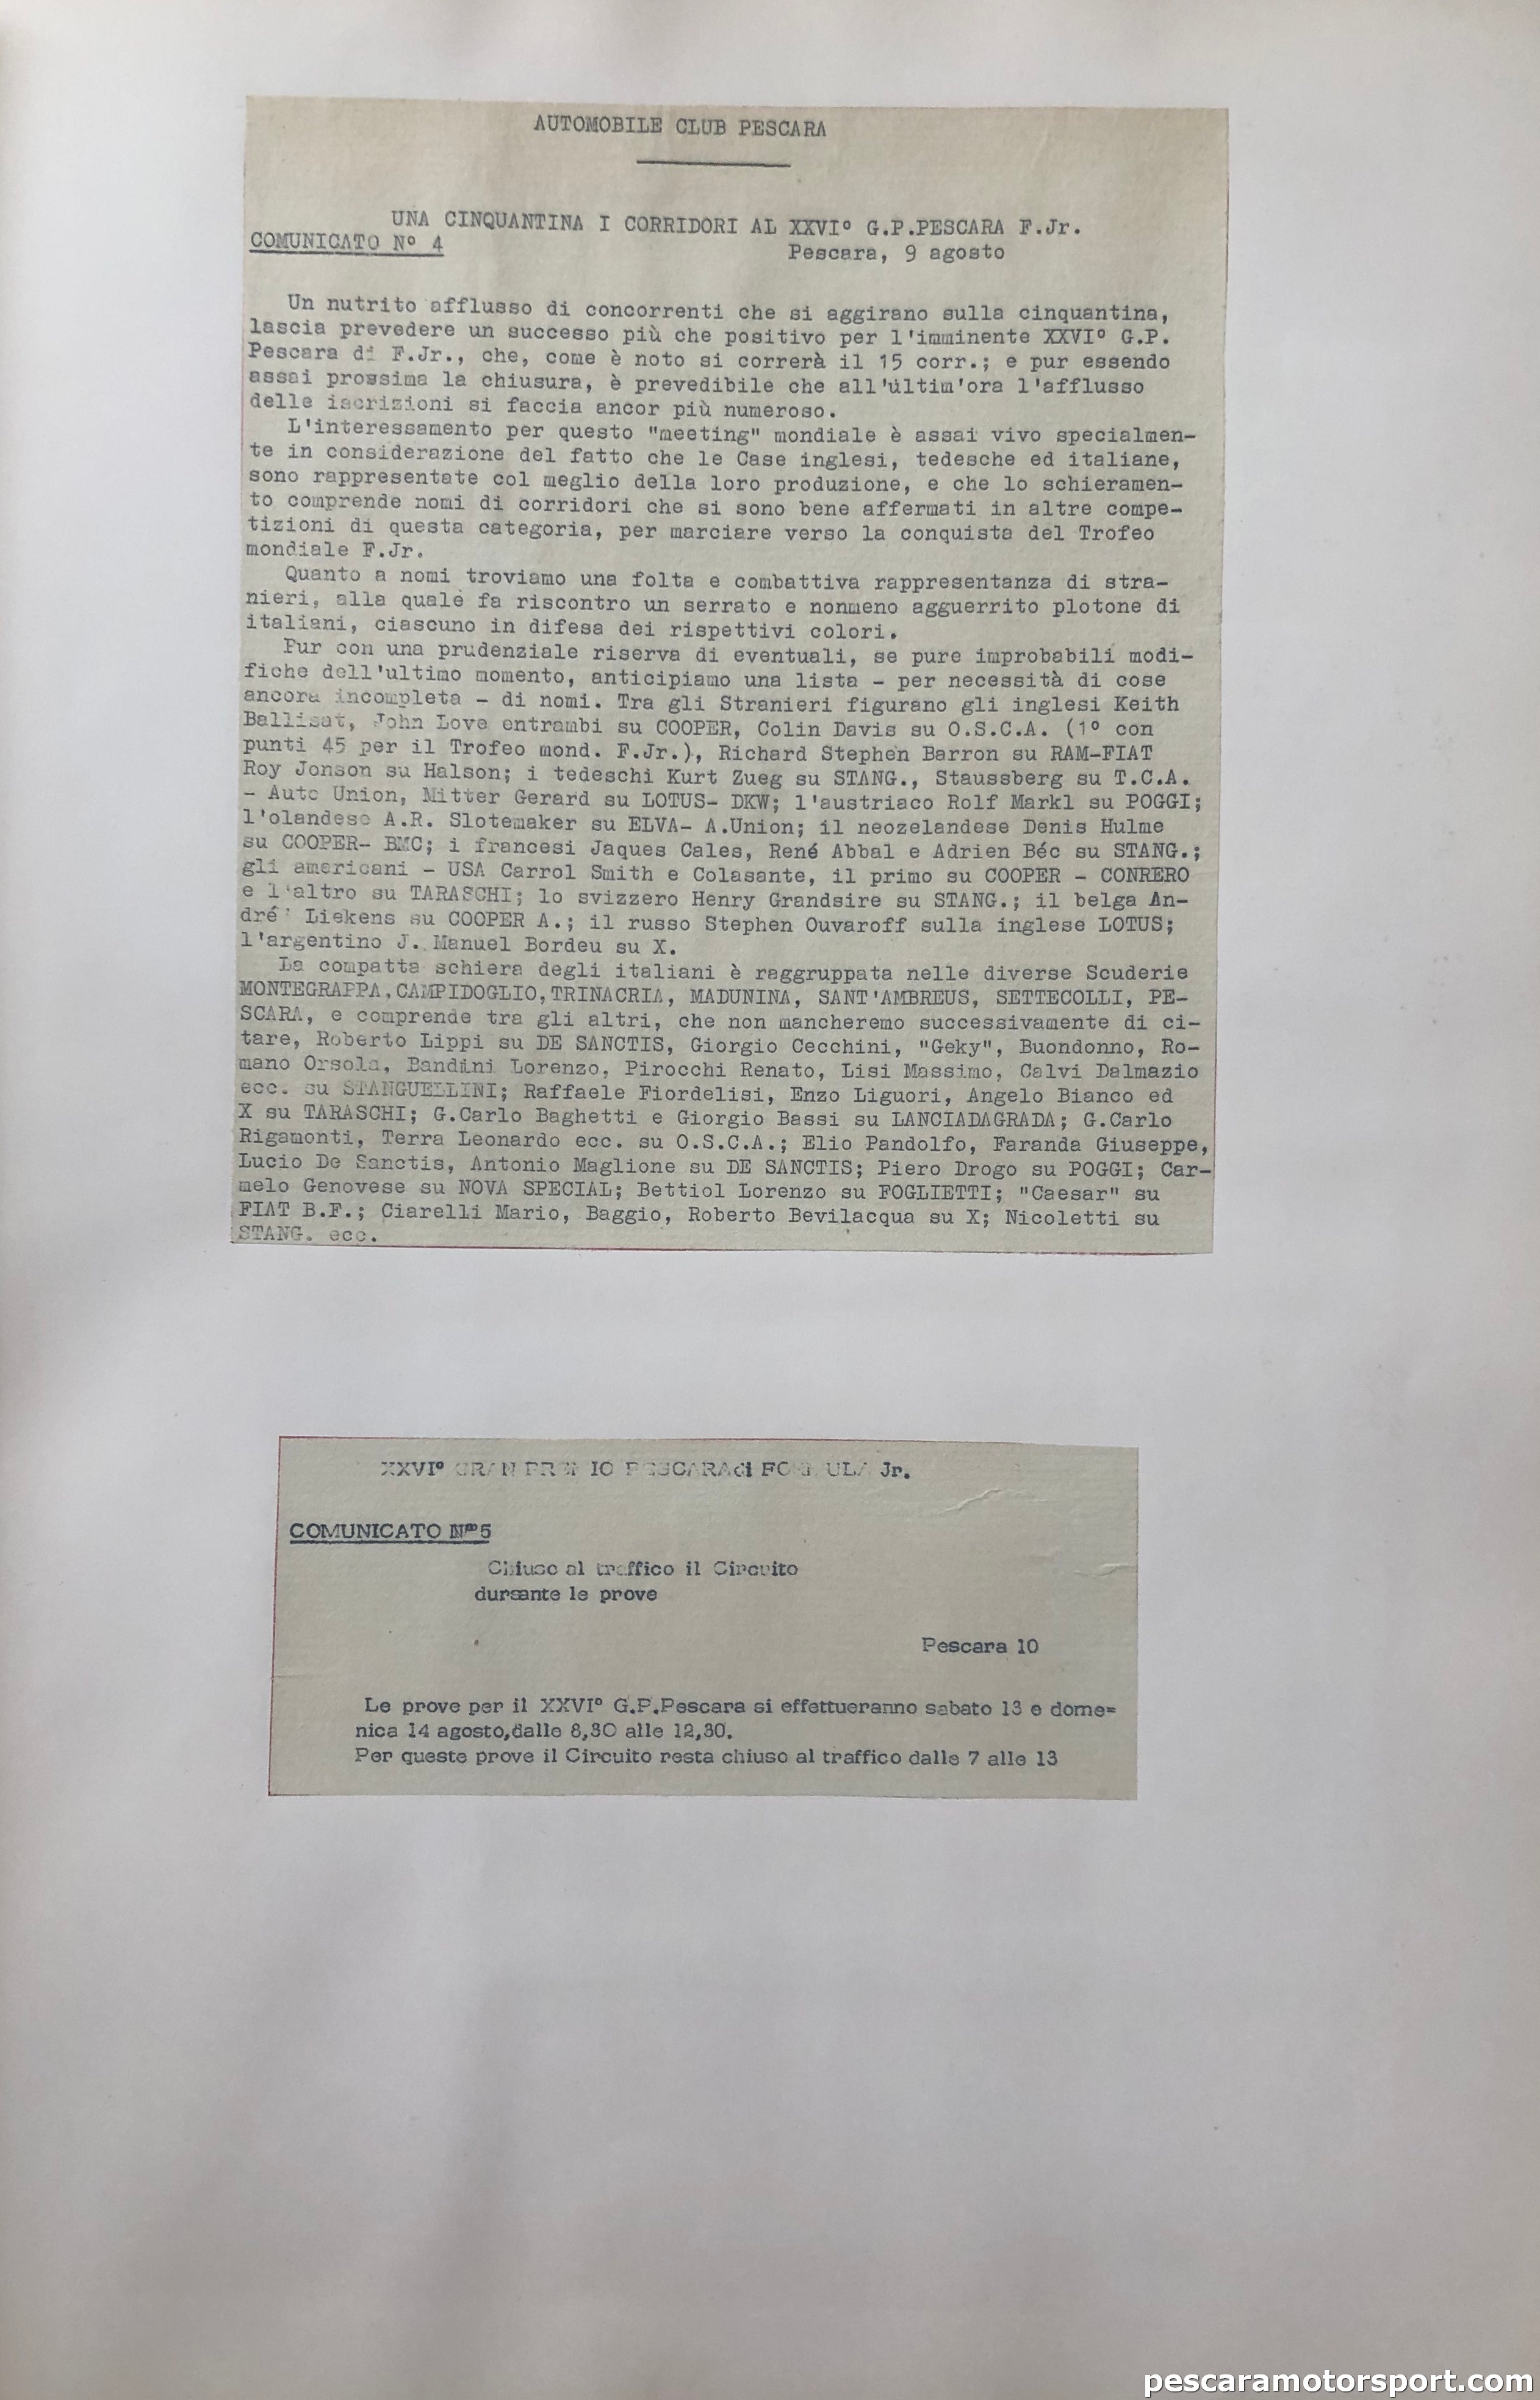 AUTOMOBILE CLUB PESCARA
UNA CINQUANTINA I CORRIDORI AL XXVI° G.P.PESCARA F.Jr.
COMUNICATO N° 4
Pescara, 9 agosto
Un nutrito afflusso di concorrenti che si aggirano sulla cinquantina,
lascia prevedere un successo più che positivo per l'imminente XXVI° G.P.
Pescara di F.Jr., che, come è noto si correrà il 15 corr.; e pur essendo
assai prossima la chiusura, è prevedibile che all'ultim'ora l'afflusso
delle iscrizioni si faccia ancor più numeroso.
L'interessamento per questo "meeting" mondiale è assai vivo specialmen-
te in considerazione del fatto che le Case inglesi, tedesche ed italiane,
sono rappresentate col meglio della loro produzione, e che lo schieramen-
to comprende nomi di corridori che si sono bene affermati in altre compe-
tizioni di questa categoria, per marciare verso la conquista del Trofeo
mondiale F.Jr.
Quanto a nomi troviamo una folta e combattiva rappresentanza di stra-
nieri, alla quale fa riscontro un serrato e nonmeno agguerrito plotone di
italiani, ciascuno in difesa dei rispettivi colori.
Pur con una prudenziale riserva di eventuali, se pure improbabili modi-
fiche dell'ultimo momento, anticipiamo una lista - per necessità di cose
ancora incompleta - di nomi. Tra gli Stranieri figurano gli inglesi Keith
Ballisat, John Love entrambi su COOPER, Colin Davis su O.S.C.A. (1° con
punti 45 per il Trofeo mond. F.Jr.), Richard Stephen Barron su RAM-FIAT
Roy Jonson su Halson; i tedeschi Kurt Zueg su STANG., Staussberg su T.C.A.
- Auto Union, Mitter Gerard su LOTUS- DKW; l'austriaco Rolf Markl su POGGI;
l'olandese A.R. Slotemaker su ELVA- A.Union; il neozelandese Denis Hulme
su COOPER- BMC; i francesi Jaques Cales, René Abbal e Adrien Béc su STANG.;
gli americani - USA Carrol Smith e Colasante, il primo su COOPER - CONRERO
e l'altro su TARASCHI; lo svizzero Henry Grandsire su STANG.; il belga An-
dré Liekens su COOPER A.; il russo Stephen Ouvaroff sulla inglese LOTUS;
l'argentino J. Manuel Bordeu su X.
La compatta schiera degli italiani è raggruppata nelle diverse Scuderie
MONTEGRAPPA,CAMPIDOGLIO,TRINACRIA, MADUNINA, SANT'AMBREUS, SETTECOLLI, PE-
SCARA, e comprende tra gli altri, che non mancheremo successivamente di ci-
tare, Roberto Lippi su DE SANCTIS, Giorgio Cecchini, "Geky", Buondonno, Ro-
mano Orsola, Bandini Lorenzo, Pirocchi Renato, Lisi Massimo, Calvi Dalmazio
ecc. su STANGUELLINI; Raffaele Fiordelisi, Enzo Liguori, Angelo Bianco ed
X su TARASCHI; G.Carlo Baghetti e Giorgio Bassi su LANCIADAGRADA; G.Carlo
Rigamonti, Terra Leonardo ecc. su O.S.C.A.; Elio Pandolfo, Faranda Giuseppe,
Lucio De Sanctis, Antonio Maglione su DE SANCTIS; Piero Drogo su POGGI; Car-
melo Genovese su NOVA SPECIAL; Bettiol Lorenzo su FOGLIETTI; "Caesar" su
FIAT B.F.; Ciarelli Mario, Baggio, Roberto Bevilacqua su X; Nicoletti su
STANG. ecc.
XXVI° GRAN PREMIO PESCARA di FORMULA Jr.
COMUNICATO N° 5
Chiuso al traffico il Circuito
dursante le prove
Pescara 10
Le prove per il XXVI° G.P.Pescara si effettueranno sabato 13 e dome=
nica 14 agosto,dalle 8,30 alle 12,30.
Per queste prove il Circuito resta chiuso al traffico dalle 7 alle 13
pescaramotorsport.com